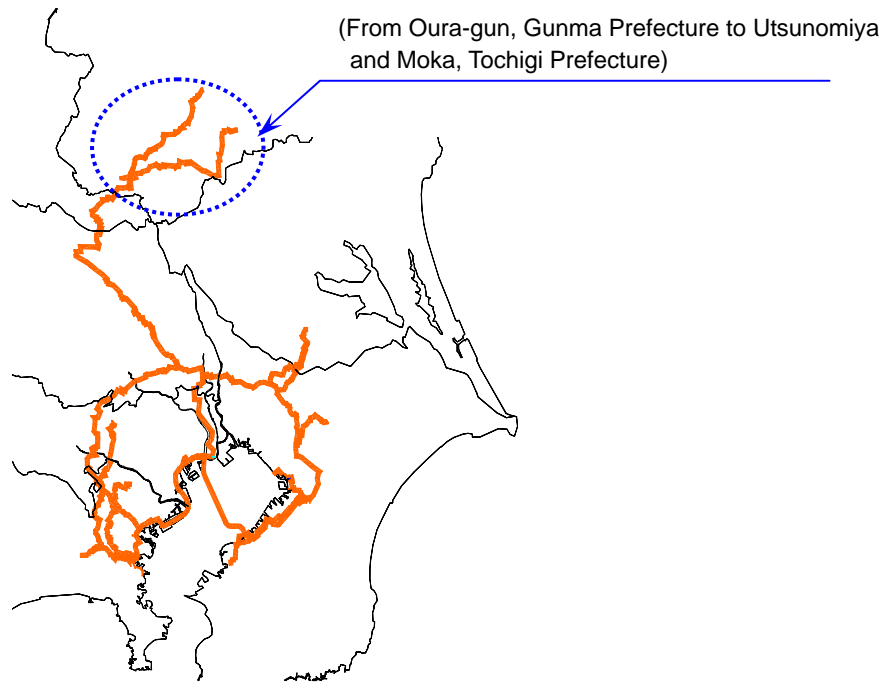 (From Oura-gun, Gunma Prefecture to Utsunomiya
and Moka, Tochigi Prefecture)